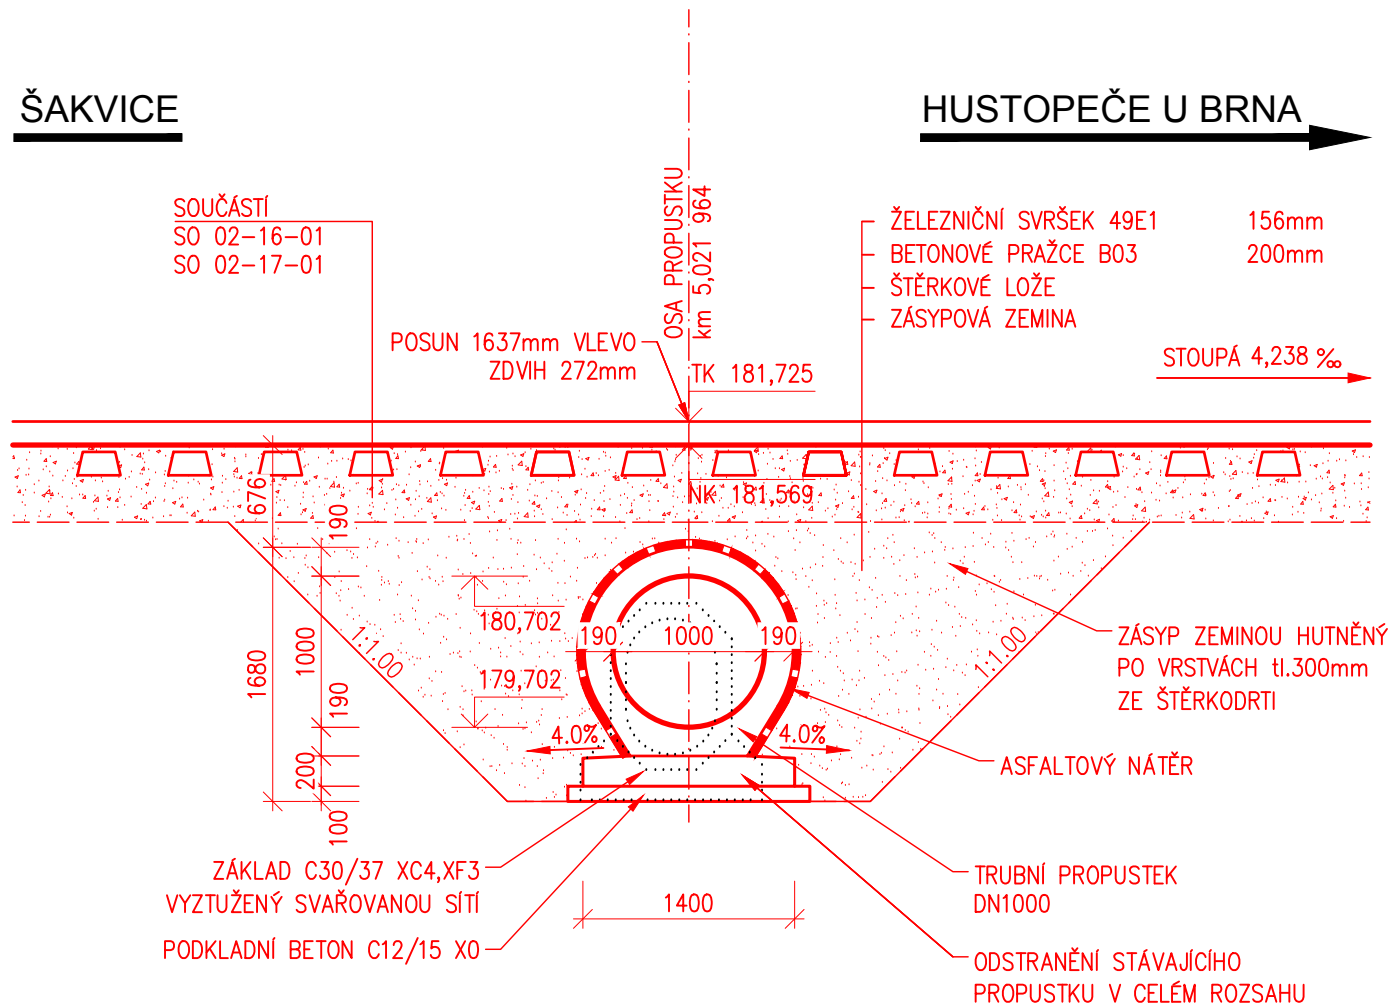 ŠAKVICE
HUSTOPEČE U BRNA
SOUČÁSTÍ
SO 02-16-01
SO 02-17-01
OSA PROPUSTKU
km 5,021 964
ŽELEZNIČNÍ SVRŠEK 49E1 156mm
BETONOVÉ PRAŽCE B03 200mm
ŠTĚRKOVÉ LOŽE
ZÁSYPOVÁ ZEMINA
POSUN 1637mm VLEVO
ZDVIH 272mm
TK 181,725
STOUPÁ 4,238 ‰
NK 181,569
676
190
1000
1680
190
200
100
180,702
179,702
1:1.00
1:1.00
190
1000
190
4.0%
4.0%
ZÁSYP ZEMINOU HUTNĚNÝ
PO VRSTVÁCH tl.300mm
ZE ŠTĚRKODRTI
ASFALTOVÝ NÁTĚR
ZÁKLAD C30/37 XC4,XF3
VYZTUŽENÝ SVAŘOVANOU SÍTÍ
PODKLADNÍ BETON C12/15 X0
1400
TRUBNÍ PROPUSTEK
DN1000
ODSTRANĚNÍ STÁVAJÍCÍHO
PROPUSTKU V CELÉM ROZSAHU